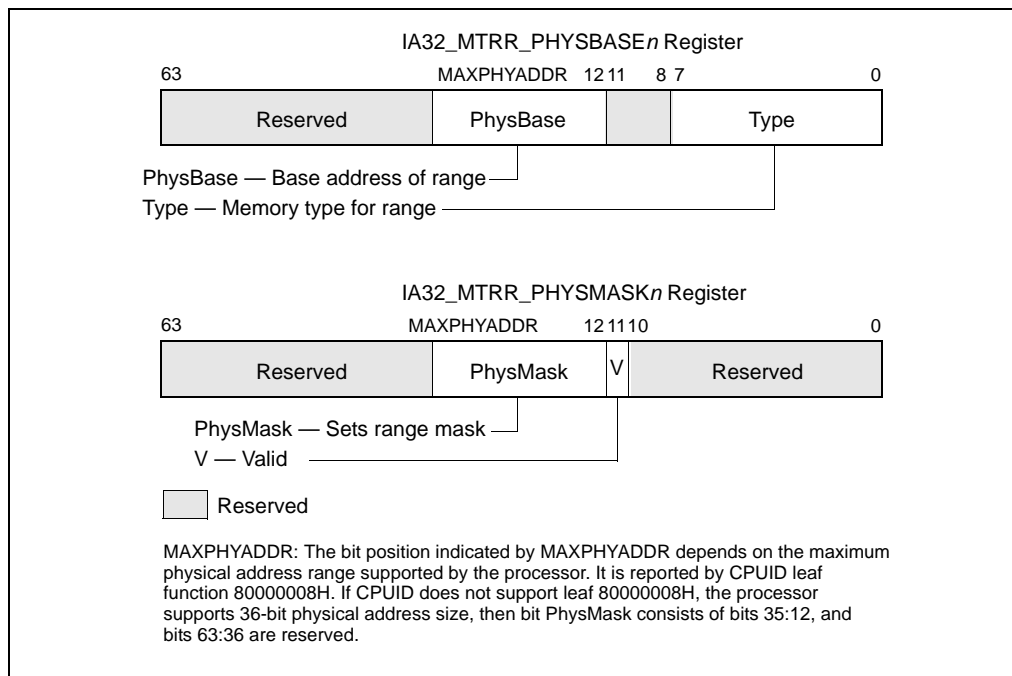 IA32_MTRR_PHYSBASEn Register
63 MAXPHYADDR 12 11 8 7 0
Reserved PhysBase Type
PhysBase — Base address of range
Type — Memory type for range
IA32_MTRR_PHYSMASKn Register
63 MAXPHYADDR 12 11 10 0
Reserved PhysMask V Reserved
PhysMask — Sets range mask
V — Valid
Reserved
MAXPHYADDR: The bit position indicated by MAXPHYADDR depends on the maximum
physical address range supported by the processor. It is reported by CPUID leaf
function 80000008H. If CPUID does not support leaf 80000008H, the processor
supports 36-bit physical address size, then bit PhysMask consists of bits 35:12, and
bits 63:36 are reserved.